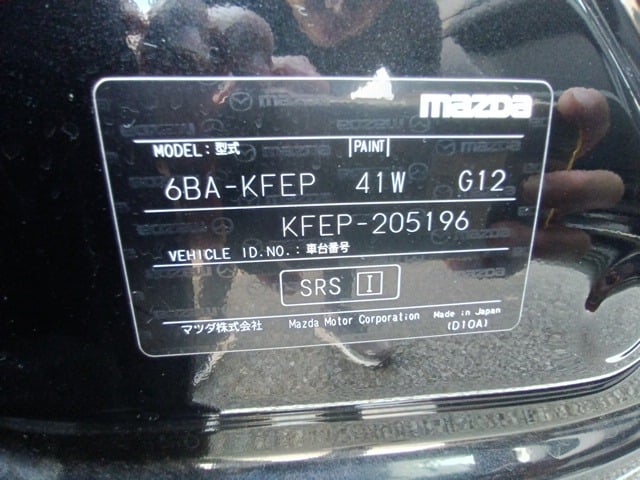 mazda
MODEL:型式 PAINT
6BA-KFEP 41W G12
KFEP-205196
VEHICLE ID.NO.:車台番号
SRS I
マツダ株式会社 Mazda Motor Corporation Made in Japan
(D10A)